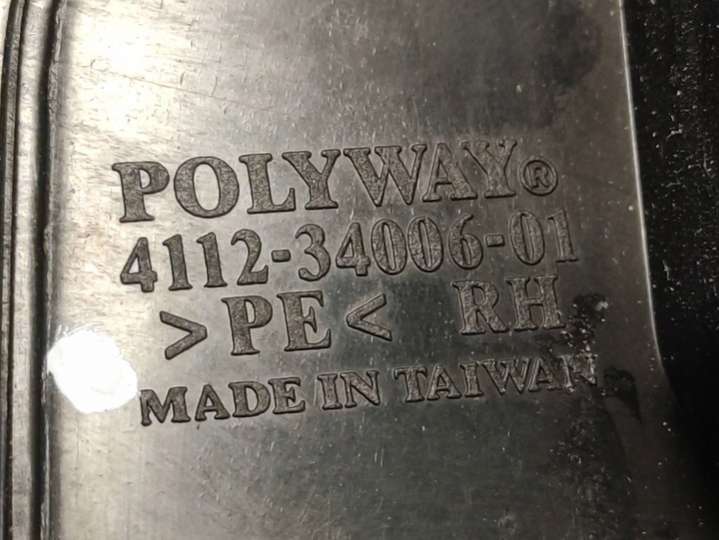 POLYWAY®
4112-34006-01
>PE< RH
MADE IN TAIWAN